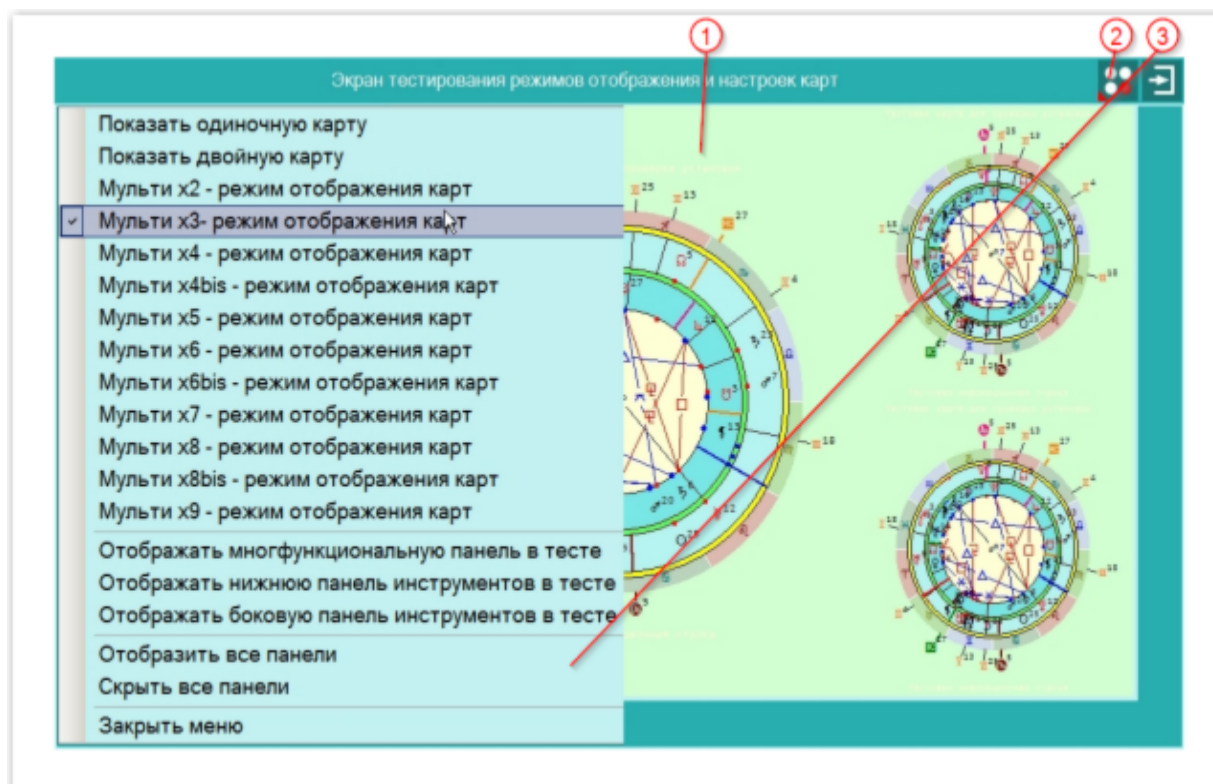 1
2
3
Экран тестирования режимов отображения и настроек карт
Показать одиночную карту
Показать двойную карту
Мульти x2 - режим отображения карт
Мульти x3- режим отображения карт
Мульти x4 - режим отображения карт
Мульти x4bis - режим отображения карт
Мульти x5 - режим отображения карт
Мульти x6 - режим отображения карт
Мульти x6bis - режим отображения карт
Мульти x7 - режим отображения карт
Мульти x8 - режим отображения карт
Мульти x8bis - режим отображения карт
Мульти x9 - режим отображения карт
Отображать многфункциональную панель в тесте
Отображать нижнюю панель инструментов в тесте
Отображать боковую панель инструментов в тесте
Отобразить все панели
Скрыть все панели
Закрыть меню